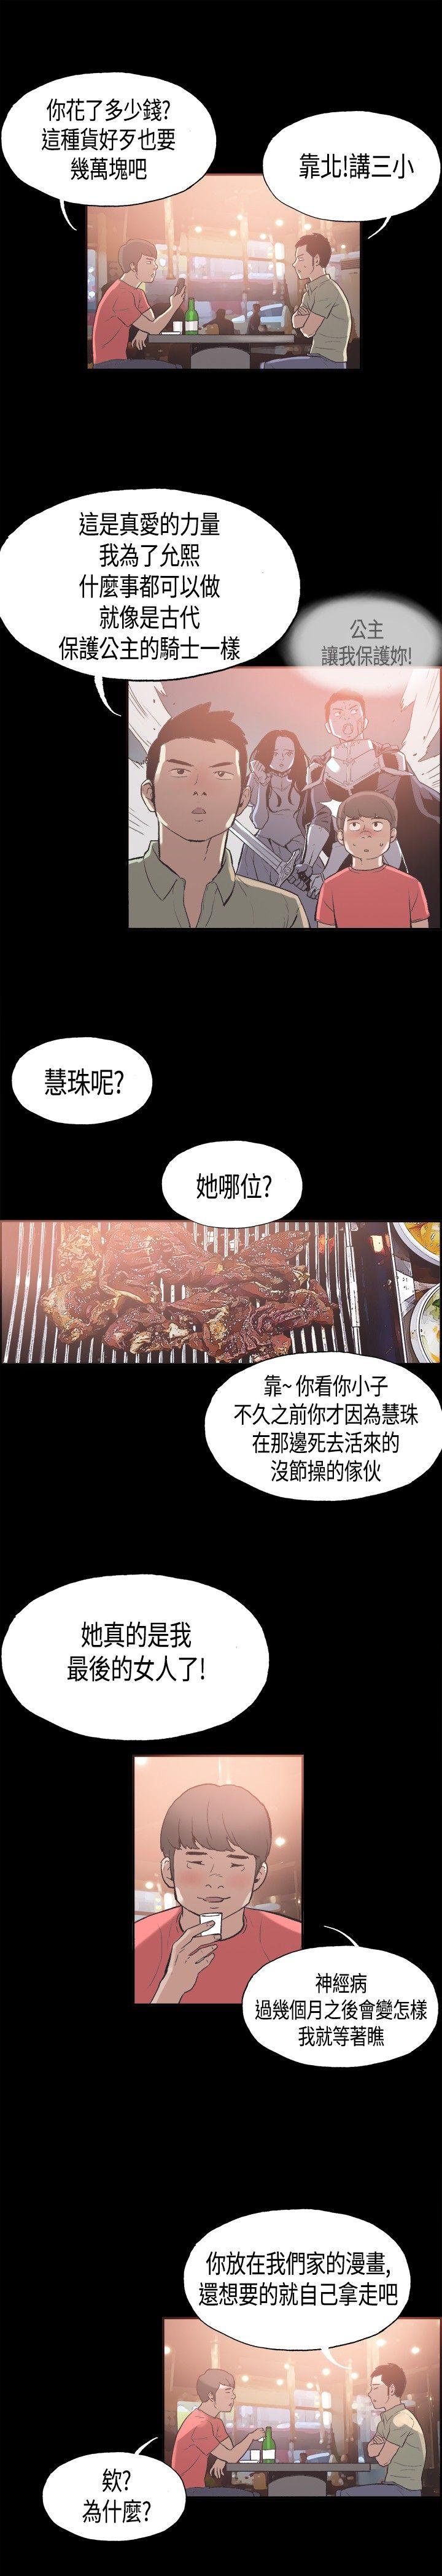 你花了多少錢?
這種貨好歹也要
幾萬塊吧
靠北!講三小
這是真愛的力量
我為了允熙
什麼事都可以做
就像是古代
保護公主的騎士一樣
公主
讓我保護妳!
慧珠呢?
她哪位?
靠~你看你小子
不久之前你才因為慧珠
在那邊死去活來的
沒節操的傢伙
她真的是我
最後的女人了!
神經病
過幾個月之後會變怎樣
我就等著瞧
你放在我們家的漫畫,
還想要的就自己拿走吧
欸?
為什麼?